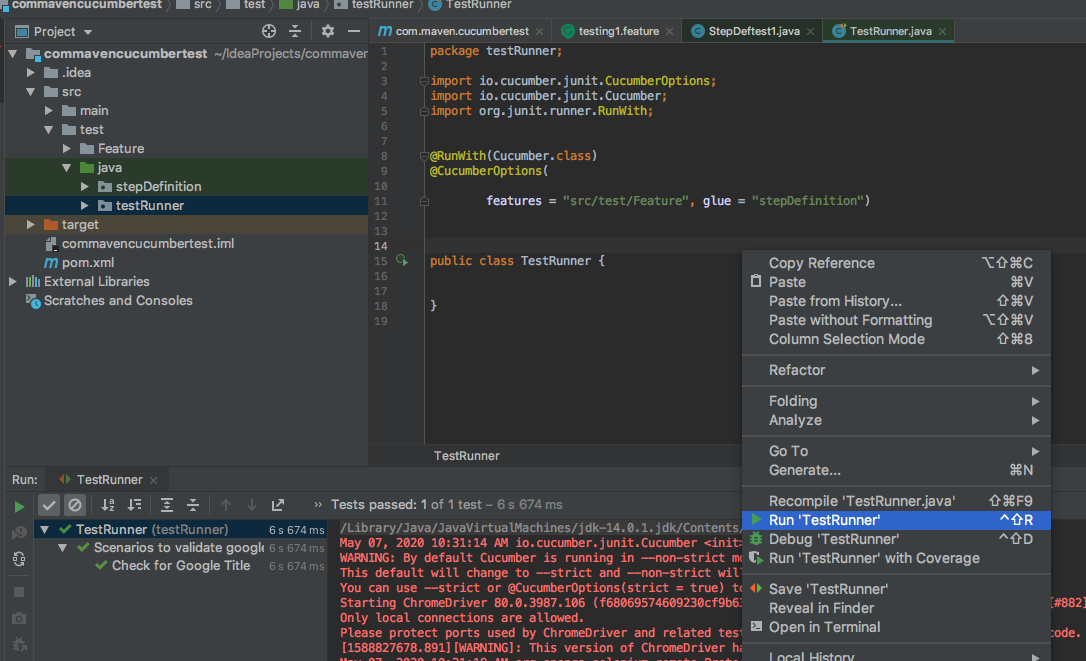 commavencucumbertest src test java testRunner TestRunner
Project
com.maven.cucumbertest testing1.feature StepDeftest1.java TestRunner.java
commavencucumbertest ~/IdeaProjects/commaven
.idea
src
main
test
Feature
java
stepDefinition
testRunner
target
commavencucumbertest.iml
pom.xml
External Libraries
Scratches and Consoles
1 package testRunner;
2
3 import io.cucumber.junit.CucumberOptions;
4 import io.cucumber.junit.Cucumber;
5 import org.junit.runner.RunWith;
6
7
8 @RunWith(Cucumber.class)
9 @CucumberOptions(
10
11 features = "src/test/Feature", glue = "stepDefinition")
12
13
14
15 public class TestRunner {
16
17
18 }
19
TestRunner
Copy Reference ⌥⇧⌘C
Paste ⌘V
Paste from History... ⇧⌘V
Paste without Formatting ⌥⇧⌘V
Column Selection Mode ⇧⌘8
Refactor
Folding
Analyze
Go To
Generate... ⌘N
Recompile 'TestRunner.java' ⇧⌘F9
Run 'TestRunner' ^⇧R
Debug 'TestRunner' ^⇧D
Run 'TestRunner' with Coverage
Save 'TestRunner'
Reveal in Finder
Open in Terminal
Local History
Run: TestRunner
Tests passed: 1 of 1 test – 6 s 674 ms
TestRunner (testRunner) 6 s 674 ms
Scenarios to validate google 6 s 674 ms
Check for Google Title 6 s 674 ms
/Library/Java/JavaVirtualMachines/jdk-14.0.1.jdk/Contents/
May 07, 2020 10:31:14 AM io.cucumber.junit.Cucumber <init>
WARNING: By default Cucumber is running in --non-strict mo
This default will change to --strict and --non-strict will
You can use --strict or @CucumberOptions(strict = true) to
Starting ChromeDriver 80.0.3987.106 (f68069574609230cf9b63 [#882]
Only local connections are allowed.
Please protect ports used by ChromeDriver and related test code.
[1588827678.891][WARNING]: This version of ChromeDriver ha